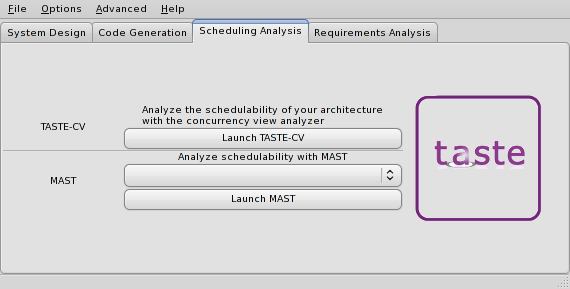 File Options Advanced Help
System Design Code Generation Scheduling Analysis Requirements Analysis
Analyze the schedulability of your architecture
with the concurrency view analyzer
TASTE-CV
Launch TASTE-CV
Analyze schedulability with MAST
MAST
Launch MAST
taste